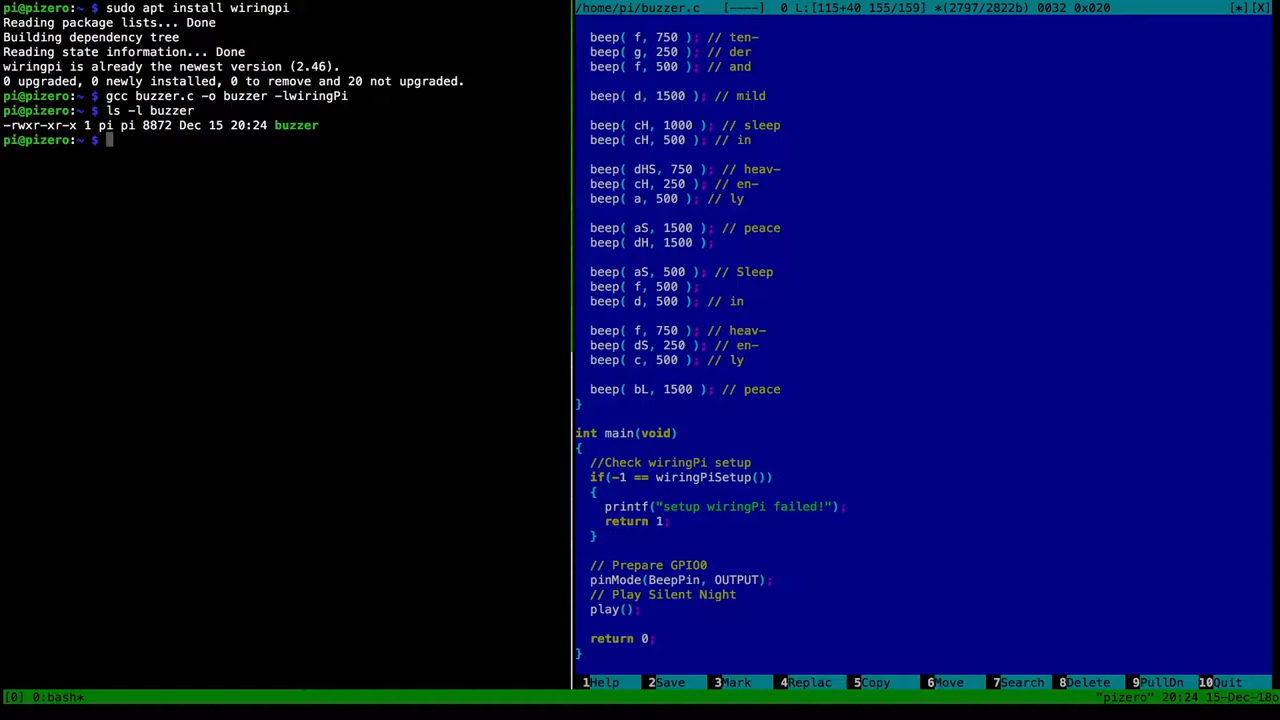 pi@pizero:~ $ sudo apt install wiringpi
Reading package lists... Done
Building dependency tree
Reading state information... Done
wiringpi is already the newest version (2.46).
0 upgraded, 0 newly installed, 0 to remove and 20 not upgraded.
pi@pizero:~ $ gcc buzzer.c -o buzzer -lwiringPi
pi@pizero:~ $ ls -l buzzer
-rwxr-xr-x 1 pi pi 8872 Dec 15 20:24 buzzer
pi@pizero:~ $
/home/pi/buzzer.c [----] 0 L:[115+40 155/159] *(2797/2822b) 0032 0x020 [*][X]
beep( f, 750 ); // ten-
beep( g, 250 ); // der
beep( f, 500 ); // and
beep( d, 1500 ); // mild
beep( cH, 1000 ); // sleep
beep( cH, 500 ); // in
beep( dHS, 750 ); // heav-
beep( cH, 250 ); // en-
beep( a, 500 ); // ly
beep( aS, 1500 ); // peace
beep( dH, 1500 );
beep( aS, 500 ); // Sleep
beep( f, 500 );
beep( d, 500 ); // in
beep( f, 750 ); // heav-
beep( dS, 250 ); // en-
beep( c, 500 ); // ly
beep( bL, 1500 ); // peace
}
int main(void)
{
//Check wiringPi setup
if(-1 == wiringPiSetup())
{
printf("setup wiringPi failed!");
return 1;
}
// Prepare GPIO0
pinMode(BeepPin, OUTPUT);
// Play Silent Night
play();
return 0;
}
1Help 2Save 3Mark 4Replac 5Copy 6Move 7Search 8Delete 9PullDn 10Quit
[0] 0:bash* "pizero" 20:24 15-Dec-18